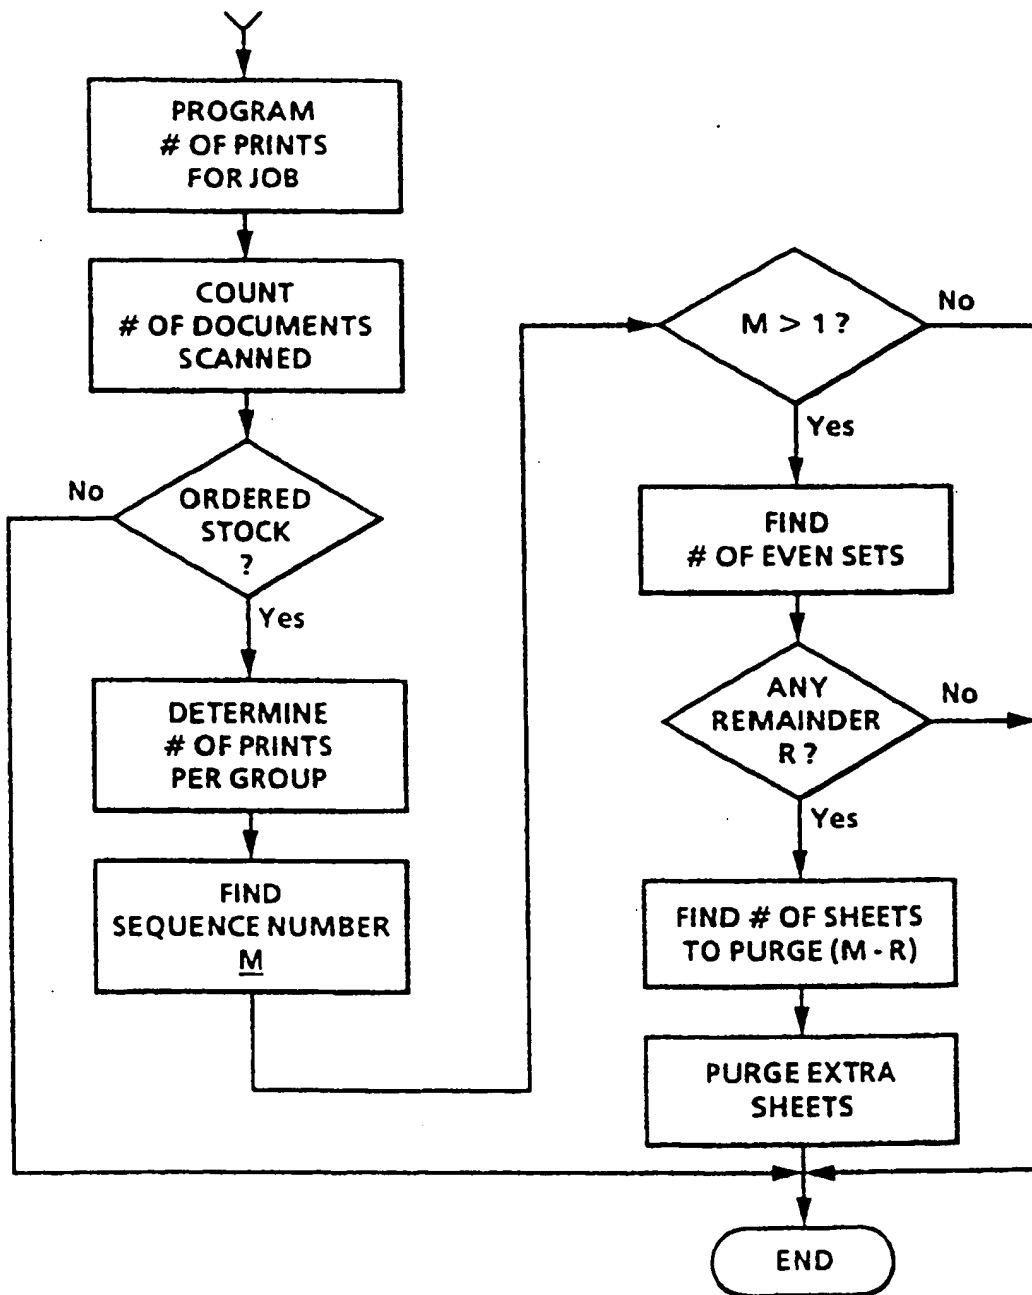 PROGRAM
# OF PRINTS
FOR JOB
COUNT
# OF DOCUMENTS
SCANNED
ORDERED
STOCK
?
No
Yes
DETERMINE
# OF PRINTS
PER GROUP
FIND
SEQUENCE NUMBER
M
M > 1 ?
No
Yes
FIND
# OF EVEN SETS
ANY
REMAINDER
R ?
No
Yes
FIND # OF SHEETS
TO PURGE (M - R)
PURGE EXTRA
SHEETS
END